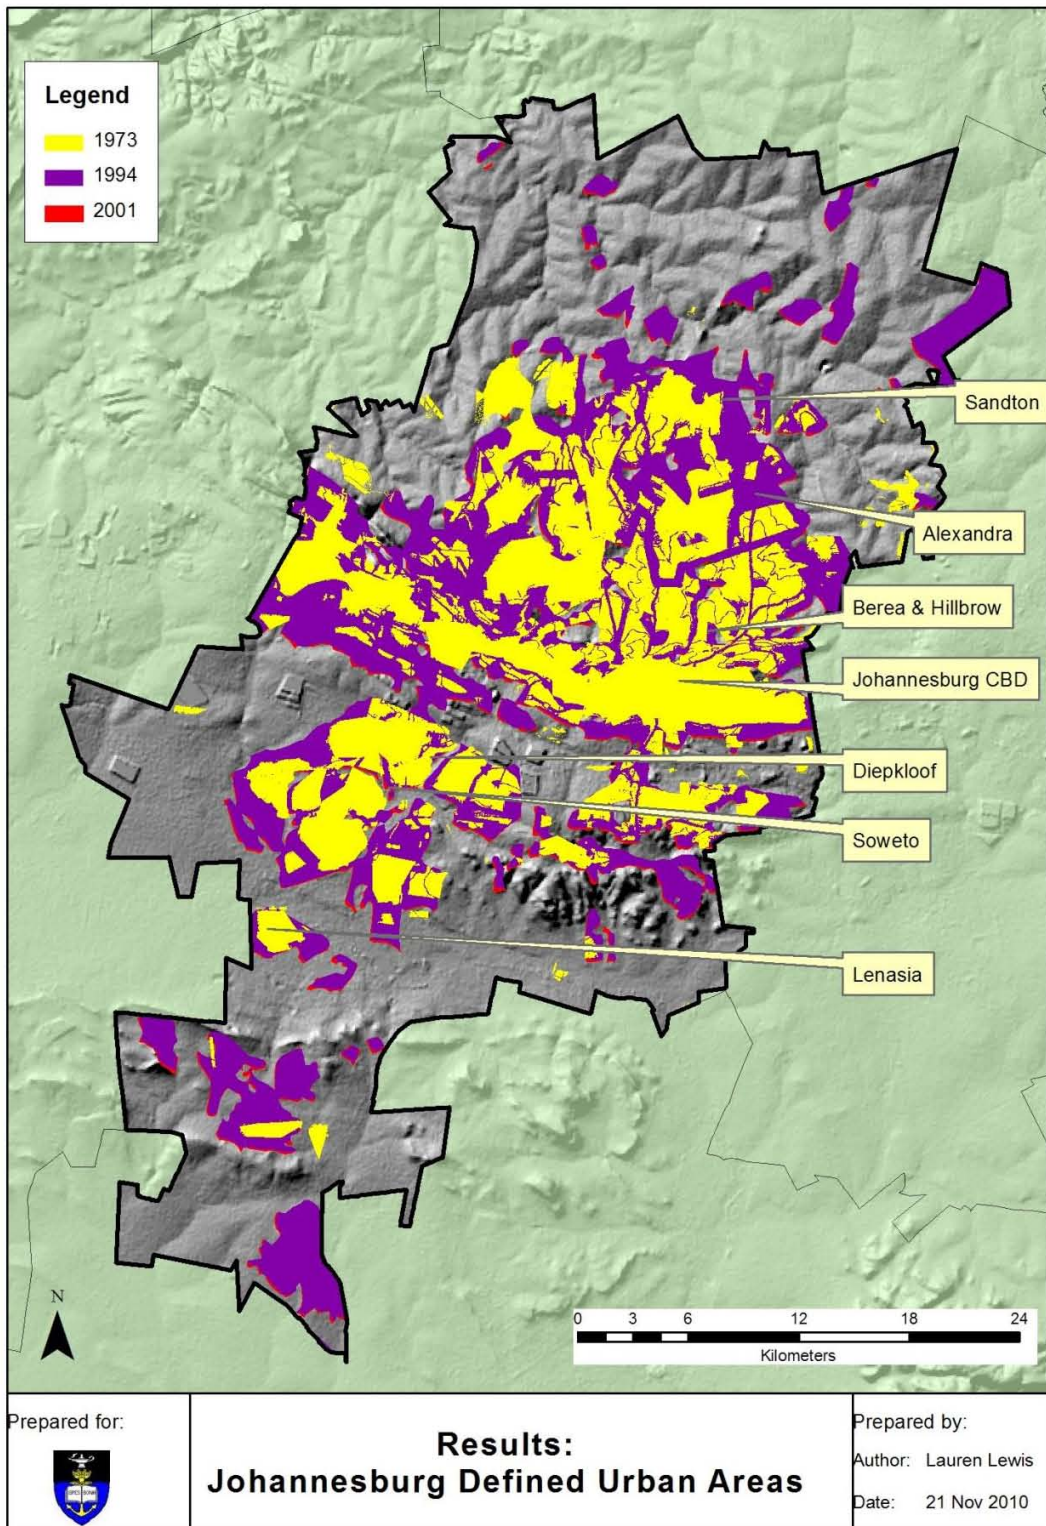 Legend
1973
1994
2001
Sandton
Alexandra
Berea & Hillbrow
Johannesburg CBD
Diepkloof
Soweto
Lenasia
N
0 3 6 12 18 24
Kilometers
Prepared for:
Results:
Johannesburg Defined Urban Areas
Prepared by:
Author: Lauren Lewis
Date: 21 Nov 2010